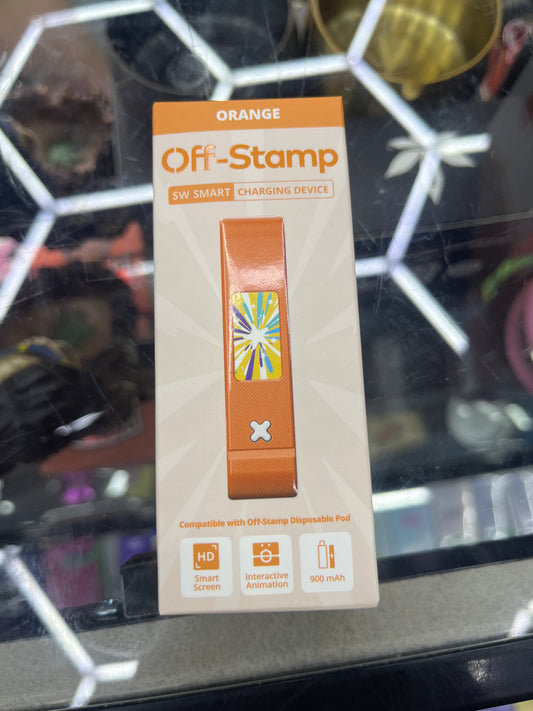 ORANGE
Off-Stamp
SW SMART CHARGING DEVICE
Compatible with Off-Stamp Disposable Pod
HD
Smart Screen
Interactive Animation
900 mAh